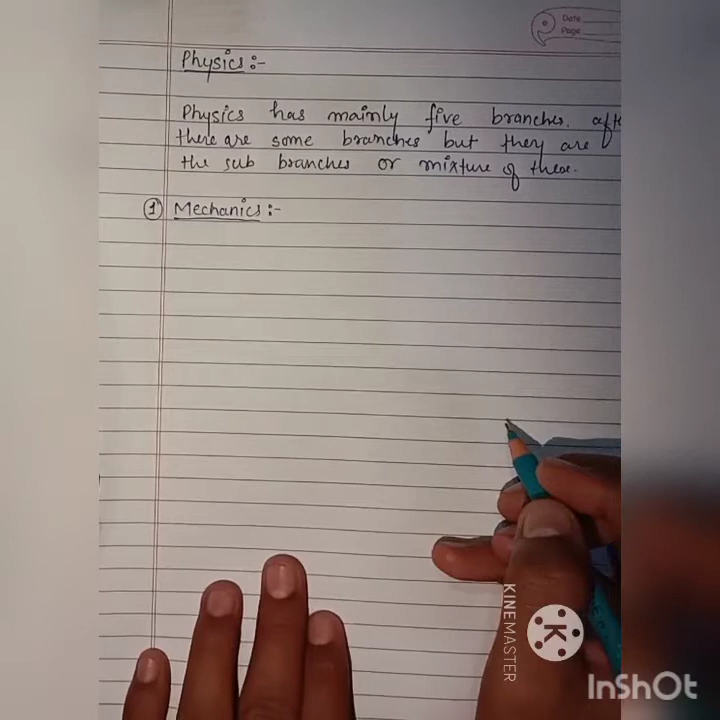 Date
Page
Physics :-
Physics has mainly five branches. afte
there are some branches but they are
the sub branches or mixture of these.
① Mechanics :-
KINEMASTER
InShOt